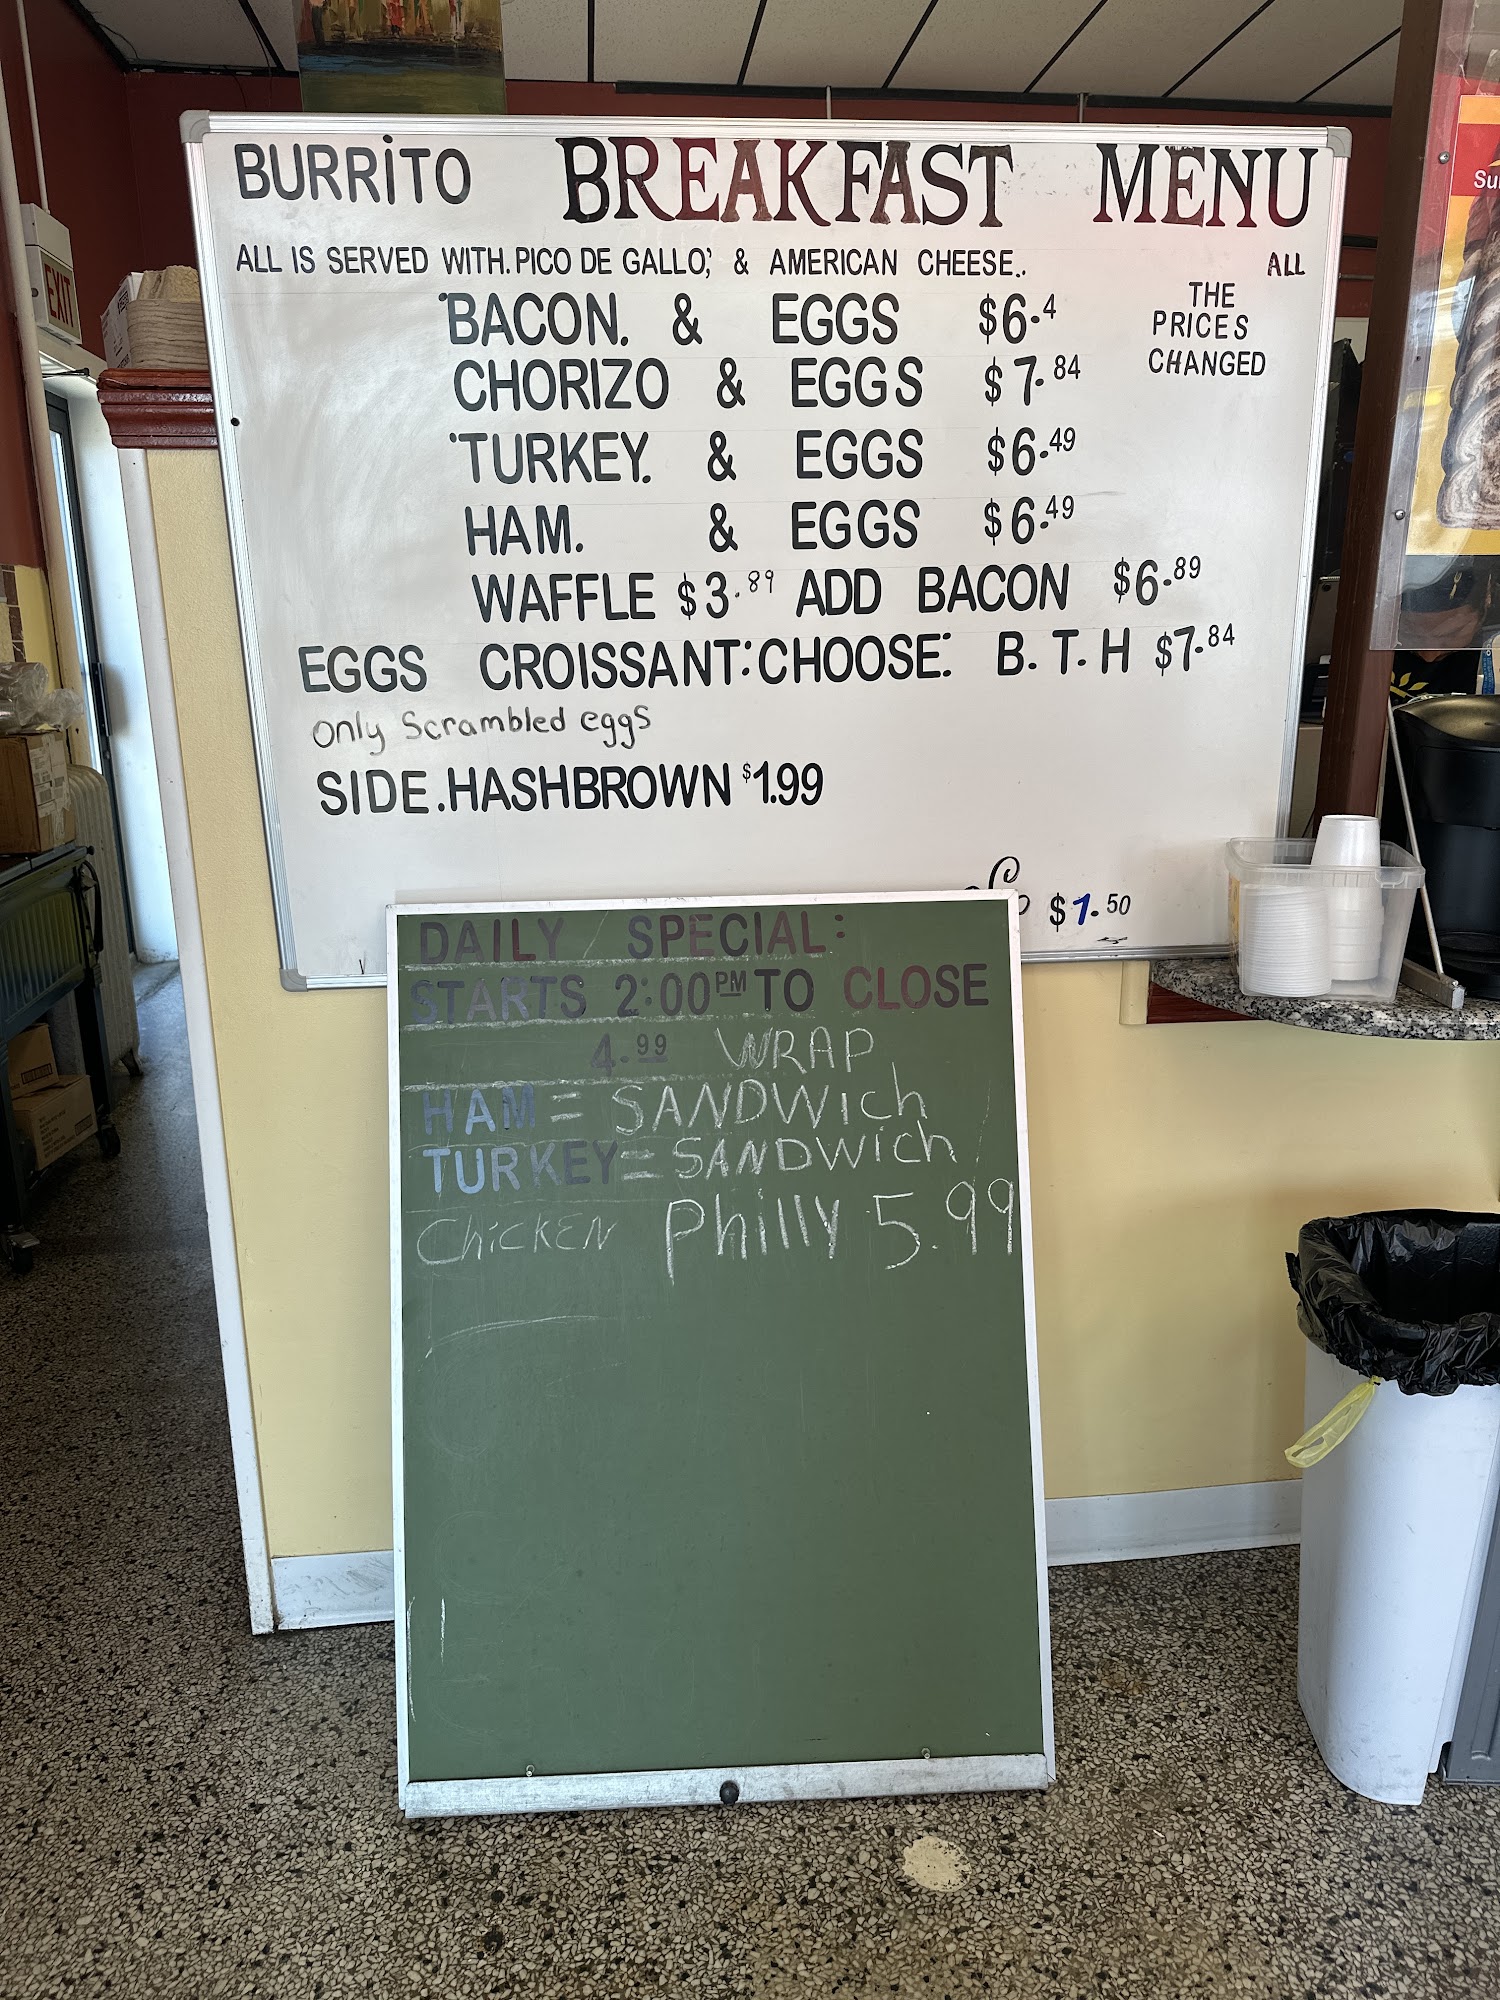 BURRiTO BREAKFAST MENU
ALL IS SERVED WITH. PICO DE GALLO; & AMERICAN CHEESE..
ALL
THE
PRICES
CHANGED
BACON. & EGGS $6.4
CHORIZO & EGGS $7.84
TURKEY. & EGGS $6.49
HAM. & EGGS $6.49
WAFFLE $3.89 ADD BACON $6.89
EGGS CROISSANT: CHOOSE: B. T. H $7.84
only Scrambled eggs
SIDE. HASHBROWN $1.99
$1.50
DAILY SPECIAL:
STARTS 2:00 PM TO CLOSE
4.99 WRAP
HAM = SANDWich
TURKEY = SANDWich
CHiCKEN Philly 5.99
EXIT